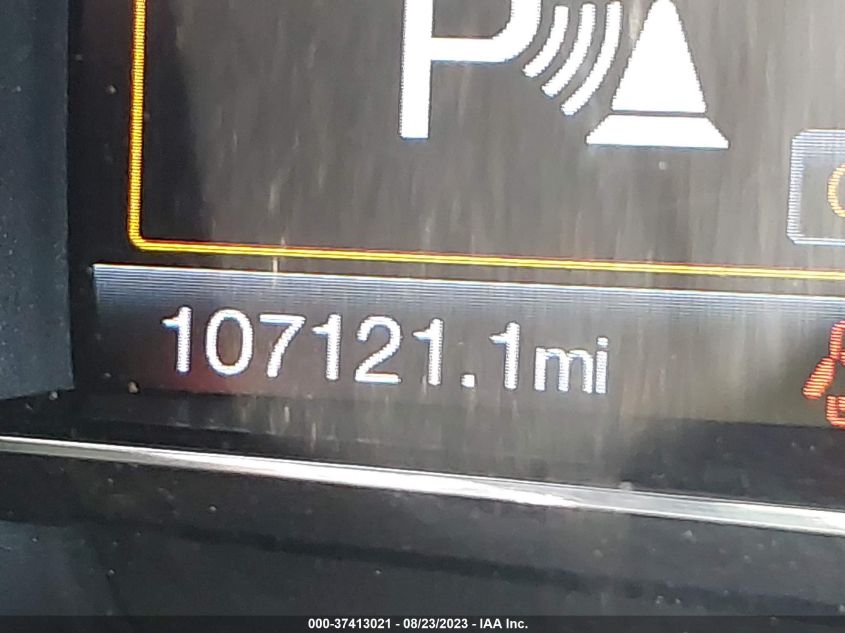 P
107121.1mi
000-37413021 - 08/23/2023 - IAA Inc.